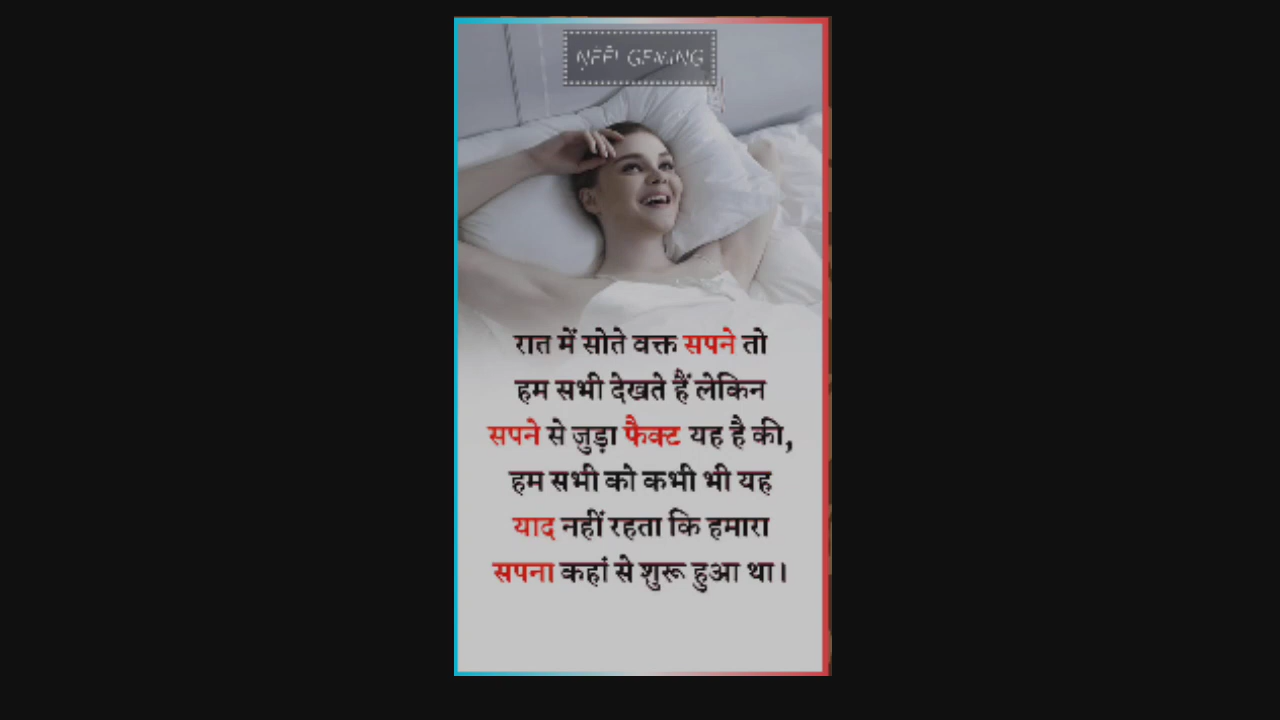 NEEL GEMING
रात में सोते वक्त सपने तो
हम सभी देखते हैं लेकिन
सपने से जुड़ा फैक्ट यह है की,
हम सभी को कभी भी यह
याद नहीं रहता कि हमारा
सपना कहां से शुरू हुआ था।